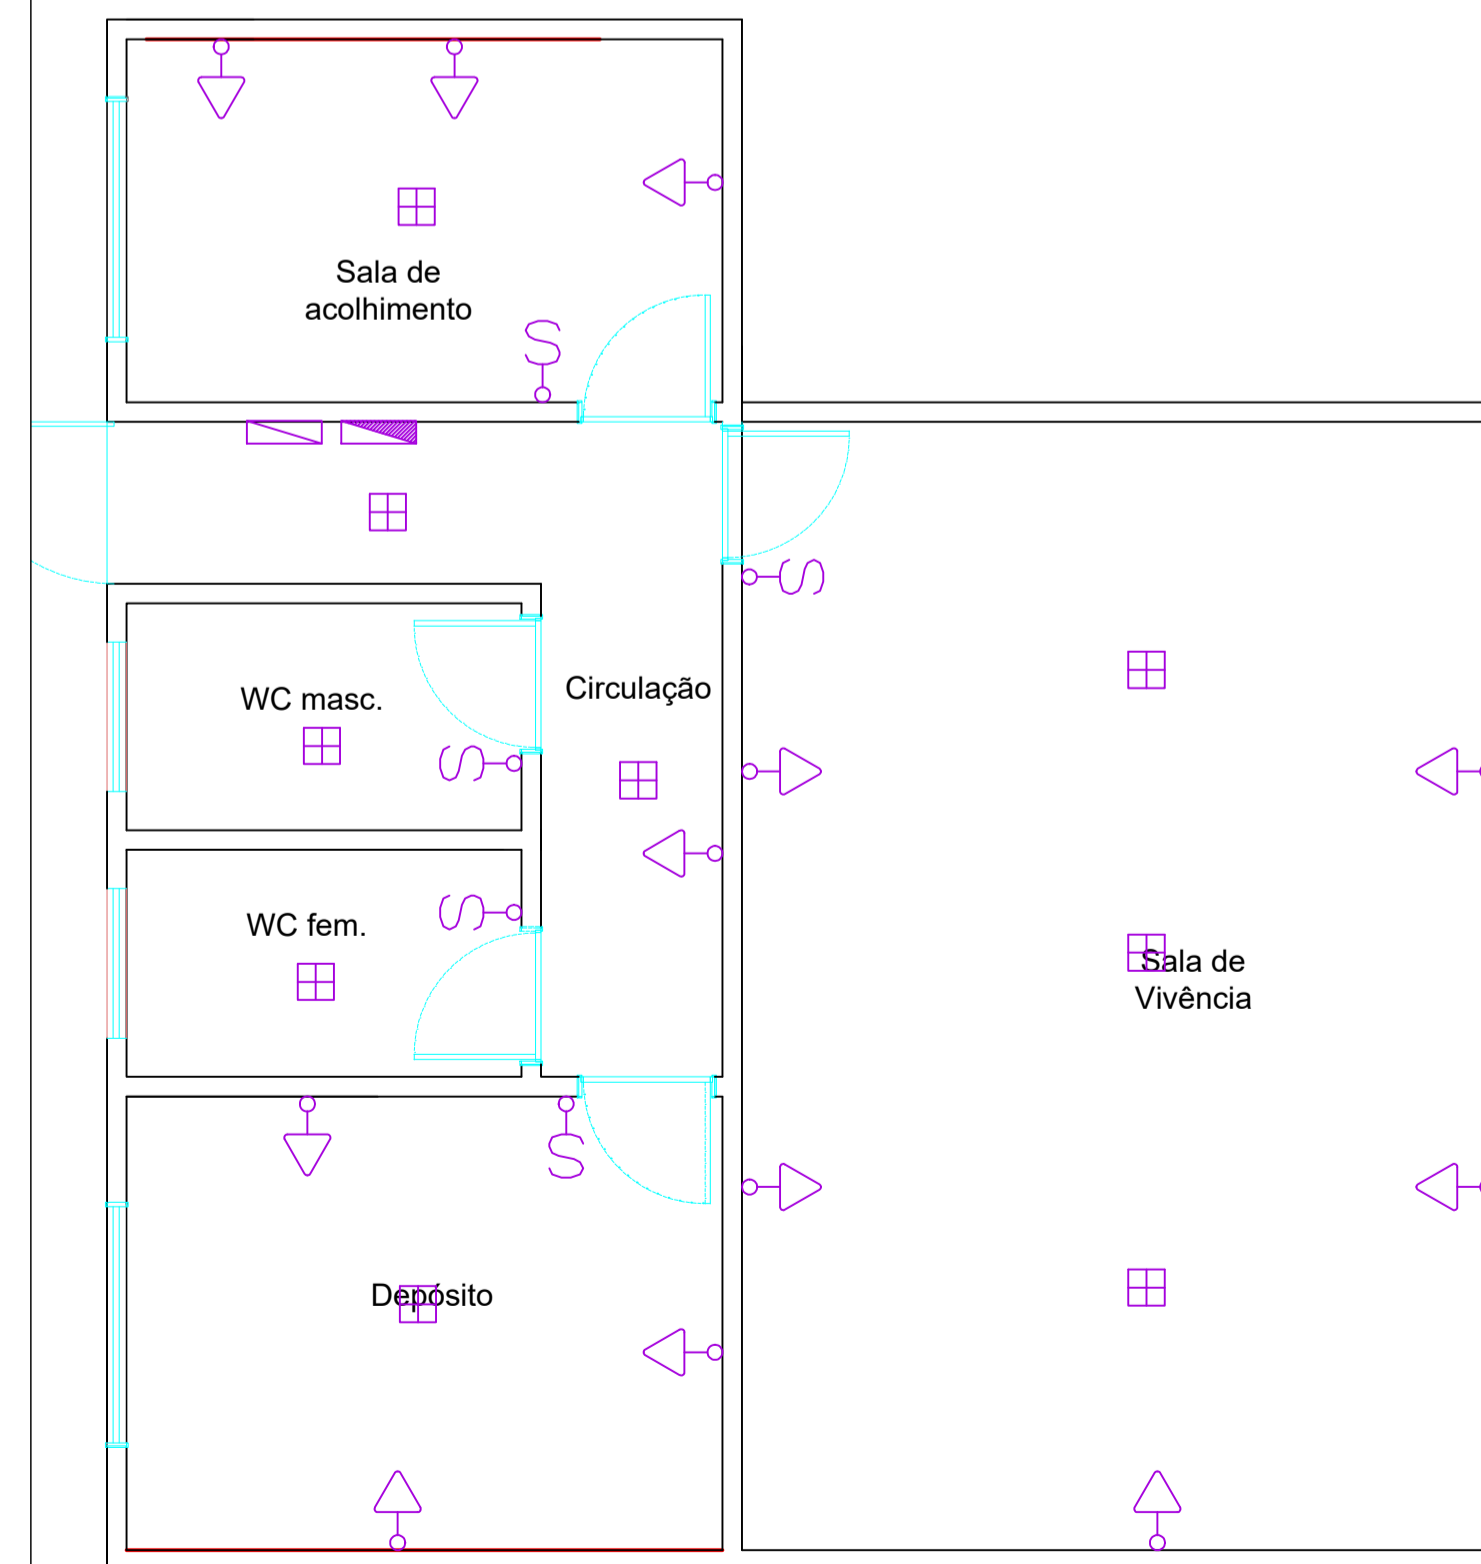 Sala de
acolhimento
S
S
WC masc.
Circulação
S
WC fem.
S
Sala de
Vivência
S
Depósito